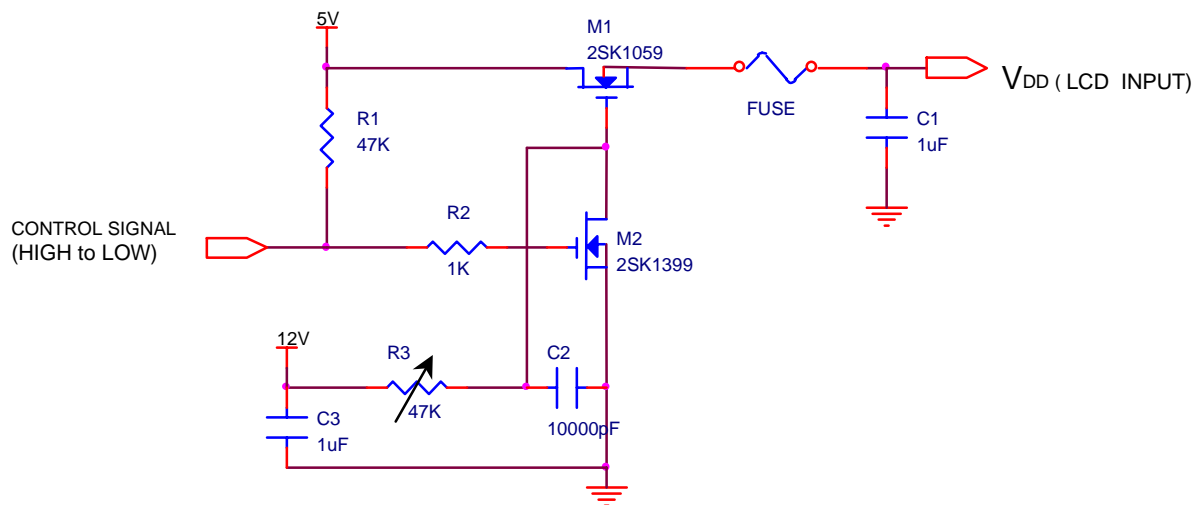 5V
M1
2SK1059
FUSE
VDD ( LCD INPUT)
R1
47K
C1
1uF
CONTROL SIGNAL
(HIGH to LOW)
R2
1K
M2
2SK1399
12V
R3
47K
C2
10000pF
C3
1uF